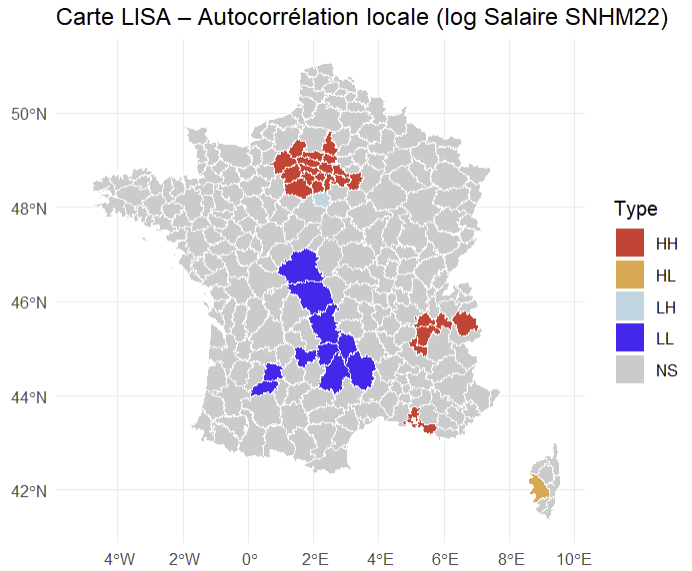 Carte LISA – Autocorrélation locale (log Salaire SNHM22)
50°N
48°N
46°N
44°N
42°N
4°W
2°W
0°
2°E
4°E
6°E
8°E
10°E
Type
HH
HL
LH
LL
NS